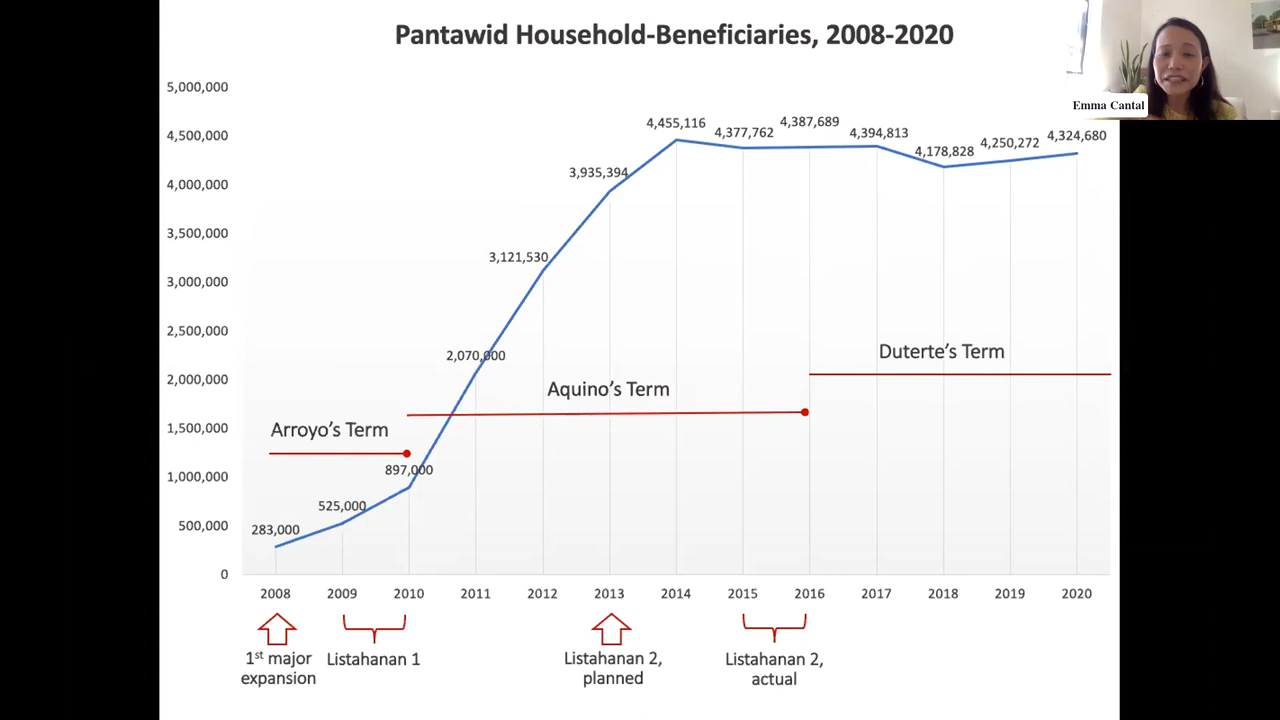 Pantawid Household-Beneficiaries, 2008-2020
Emma Cantal
5,000,000
4,500,000
4,000,000
3,500,000
3,000,000
2,500,000
2,000,000
1,500,000
1,000,000
500,000
0
283,000
525,000
897,000
2,070,000
3,121,530
3,935,394
4,455,116
4,377,762
4,387,689
4,394,813
4,178,828
4,250,272
4,324,680
Arroyo’s Term
Aquino’s Term
Duterte’s Term
2008 2009 2010 2011 2012 2013 2014 2015 2016 2017 2018 2019 2020
1st major
expansion
Listahanan 1
Listahanan 2,
planned
Listahanan 2,
actual